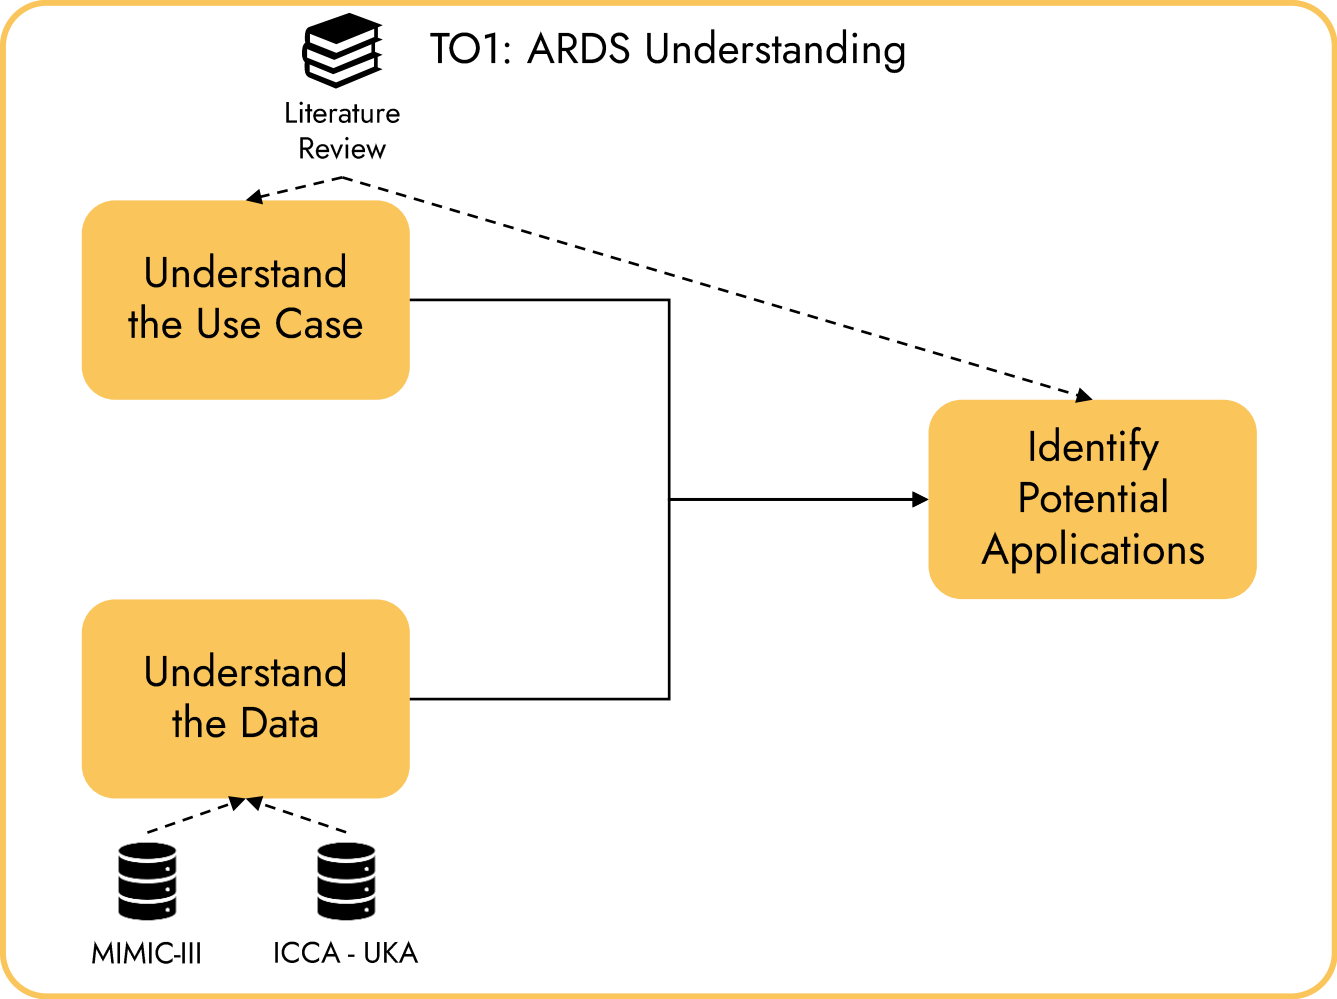 TO1: ARDS Understanding
Literature
Review
Understand
the Use Case
Identify
Potential
Applications
Understand
the Data
MIMIC-III
ICCA - UKA